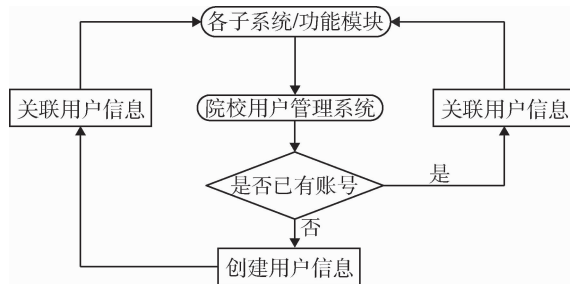 各子系统/功能模块
关联用户信息
院校用户管理系统
关联用户信息
是否已有账号
是
否
创建用户信息